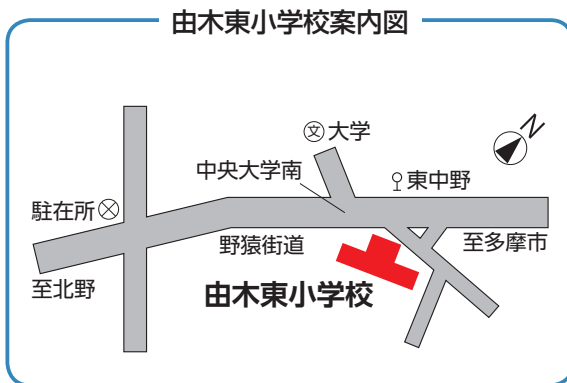 由木東小学校案内図
N
文大学
中央大学南
東中野
駐在所
野猿街道
至多摩市
至北野
由木東小学校